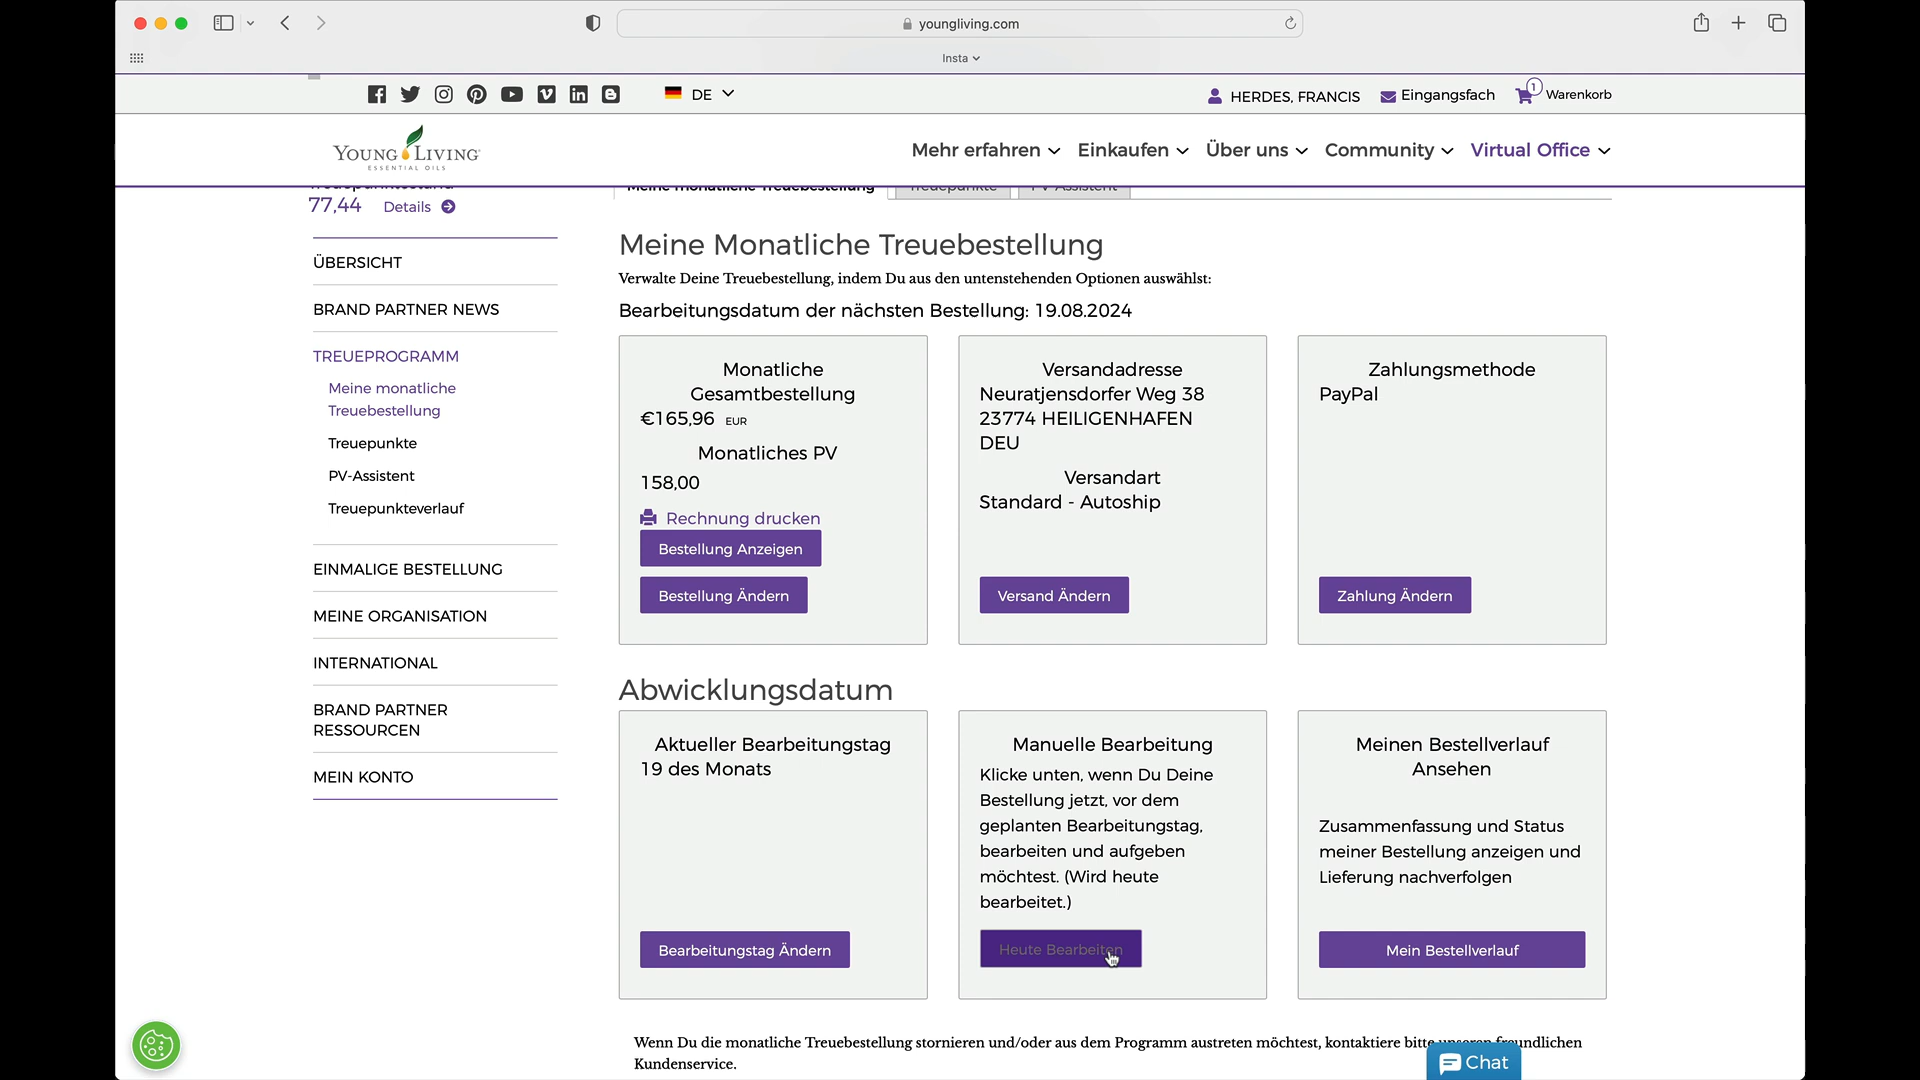 youngliving.com
Insta
DE
HERDES, FRANCIS
Eingangsfach
1
Warenkorb
YOUNG LIVING
ESSENTIAL OILS
Mehr erfahren
Einkaufen
Über uns
Community
Virtual Office
77,44 Details
ÜBERSICHT
BRAND PARTNER NEWS
TREUEPROGRAMM
Meine monatliche
Treuebestellung
Treuepunkte
PV-Assistent
Treuepunkteverlauf
EINMALIGE BESTELLUNG
MEINE ORGANISATION
INTERNATIONAL
BRAND PARTNER
RESSOURCEN
MEIN KONTO
Meine monatliche Treuebestellung
Treuepunkte
PV-Assistent
Meine Monatliche Treuebestellung
Verwalte Deine Treuebestellung, indem Du aus den untenstehenden Optionen auswählst:
Bearbeitungsdatum der nächsten Bestellung: 19.08.2024
Monatliche
Gesamtbestellung
€165,96 EUR
Monatliches PV
158,00
Rechnung drucken
Bestellung Anzeigen
Bestellung Ändern
Versandadresse
Neuratjensdorfer Weg 38
23774 HEILIGENHAFEN
DEU
Versandart
Standard - Autoship
Versand Ändern
Zahlungsmethode
PayPal
Zahlung Ändern
Abwicklungsdatum
Aktueller Bearbeitungstag
19 des Monats
Bearbeitungstag Ändern
Manuelle Bearbeitung
Klicke unten, wenn Du Deine
Bestellung jetzt, vor dem
geplanten Bearbeitungstag,
bearbeiten und aufgeben
möchtest. (Wird heute
bearbeitet.)
Heute Bearbeiten
Meinen Bestellverlauf
Ansehen
Zusammenfassung und Status
meiner Bestellung anzeigen und
Lieferung nachverfolgen
Mein Bestellverlauf
Wenn Du die monatliche Treuebestellung stornieren und/oder aus dem Programm austreten möchtest, kontaktiere bitte unseren freundlichen
Kundenservice.
Chat